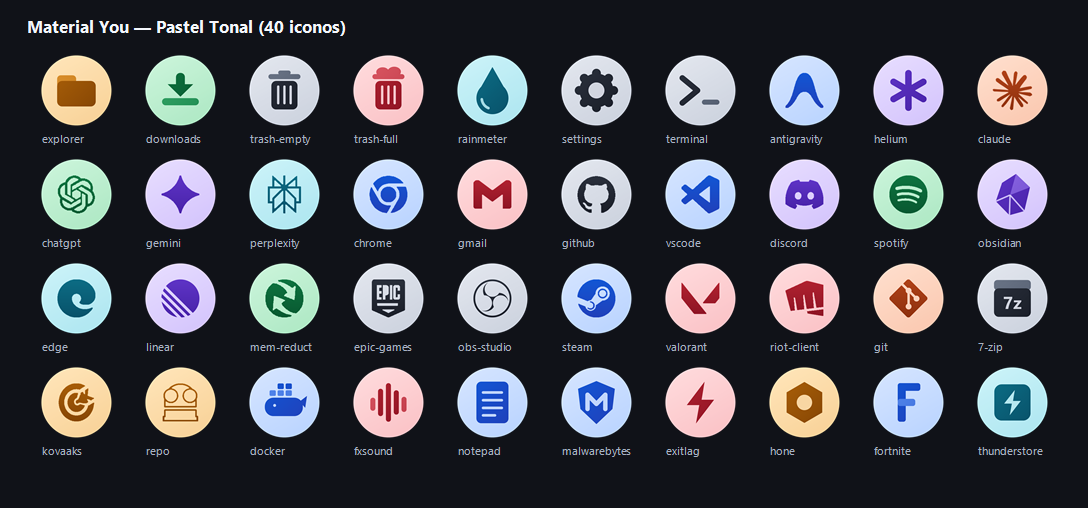 Material You — Pastel Tonal (40 iconos)
explorer downloads trash-empty trash-full rainmeter settings terminal antigravity helium claude
chatgpt gemini perplexity chrome gmail github vscode discord spotify obsidian
EPIC
7z
edge linear mem-reduct epic-games obs-studio steam valorant riot-client git 7-zip
kovaaks repo docker fxsound notepad malwarebytes exitlag hone fortnite thunderstore